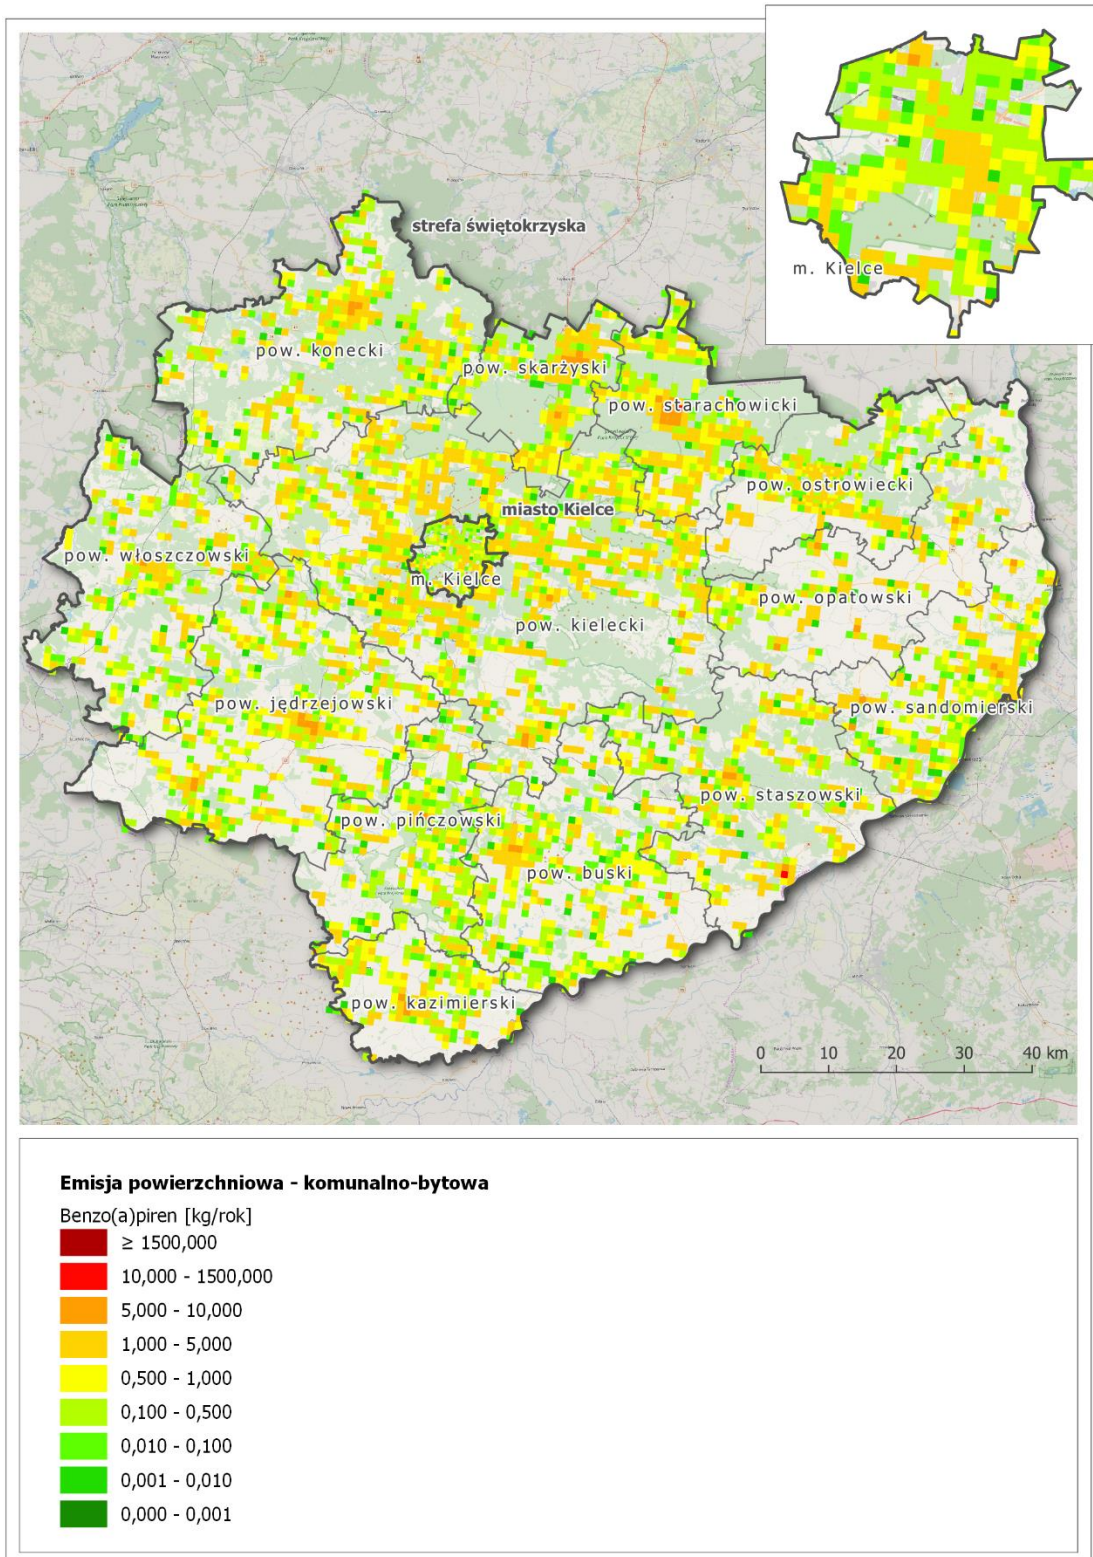 m. Kielce
strefa świętokrzyska
pow. konecki
pow. skarżyski
pow. starachowicki
pow. ostrowiecki
miasto Kielce
pow. włoszczowski
m. Kielce
pow. opatowski
pow. kielecki
pow. jędrzejowski
pow. sandomierski
pow. staszowski
pow. pińczowski
pow. buski
pow. kazimierski
0 10 20 30 40 km
Emisja powierzchniowa - komunalno-bytowa
Benzo(a)piren [kg/rok]
≥ 1500,000
10,000 - 1500,000
5,000 - 10,000
1,000 - 5,000
0,500 - 1,000
0,100 - 0,500
0,010 - 0,100
0,001 - 0,010
0,000 - 0,001